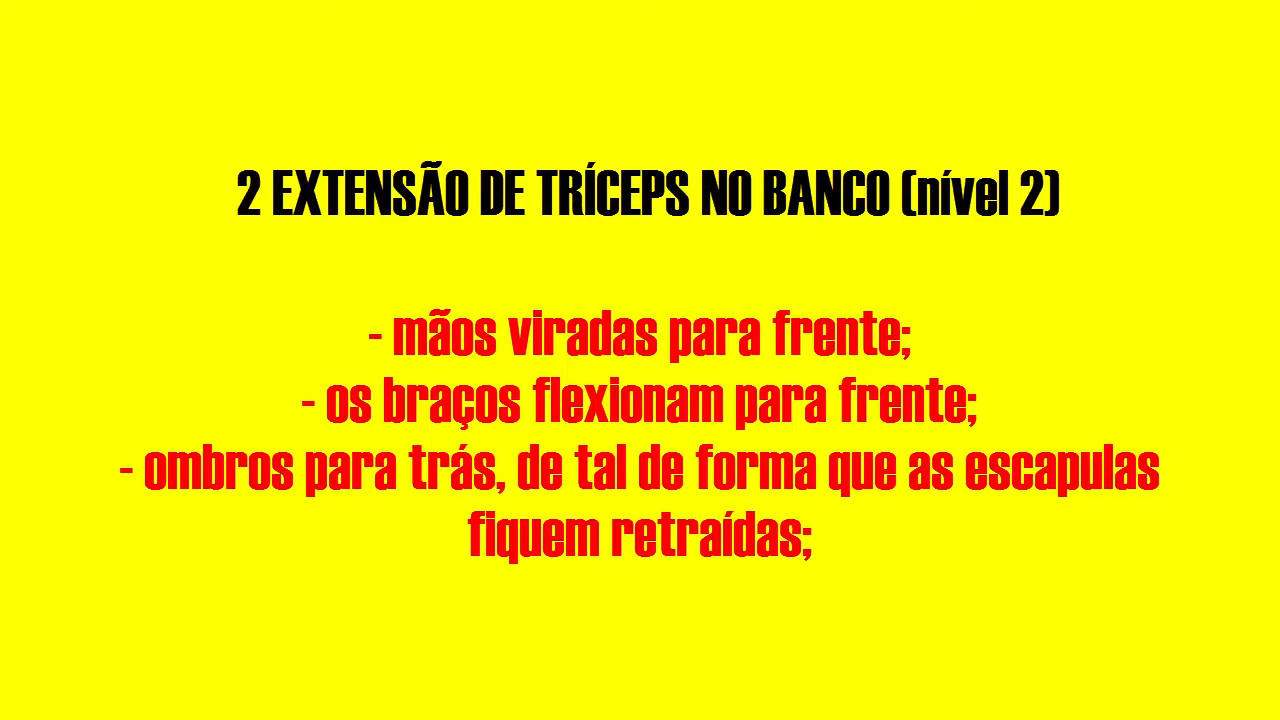 2 EXTENSÃO DE TRÍCEPS NO BANCO (nível 2)
- mãos viradas para frente;
- os braços flexionam para frente;
- ombros para trás, de tal forma que as escapulas
fiquem retraídas;